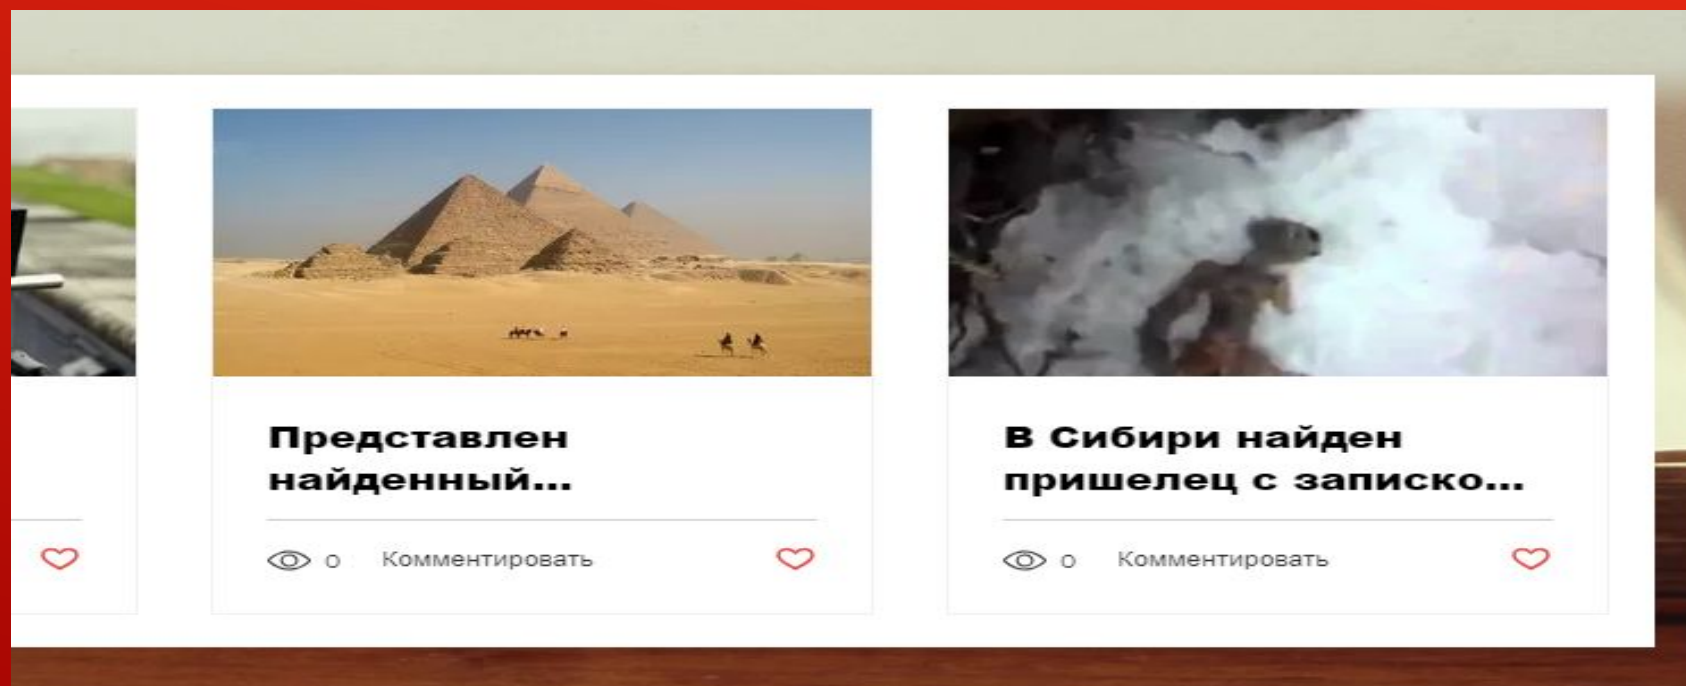 Представлен
найденный...
0 Комментировать
В Сибири найден
пришелец с записко...
0 Комментировать